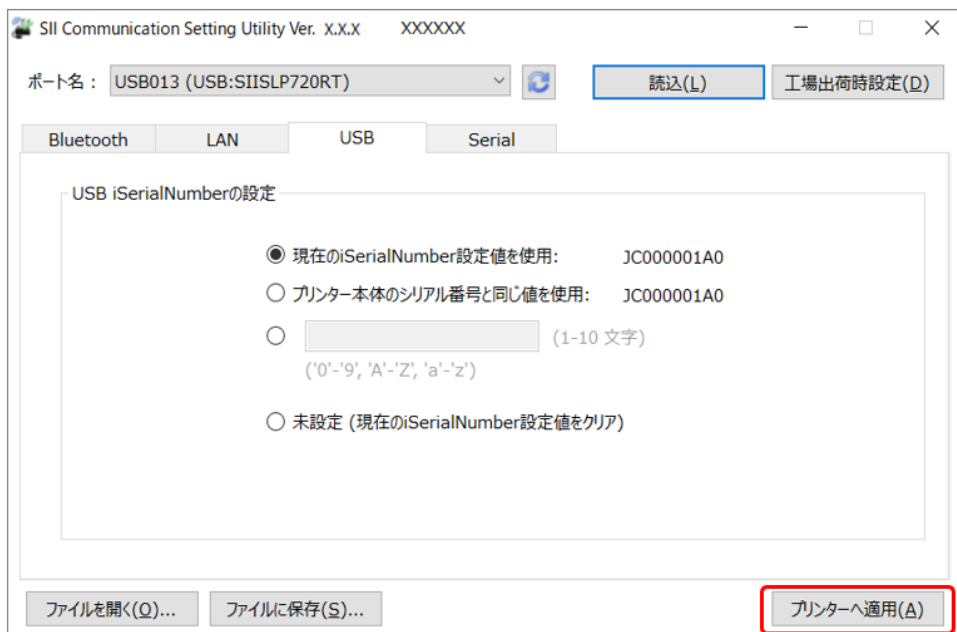 SII Communication Setting Utility Ver. X.X.X XXXXXX
ポート名： USB013 (USB:SIISLP720RT) 読込(L) 工場出荷時設定(D)
Bluetooth LAN USB Serial
USB iSerialNumberの設定
現在のiSerialNumber設定値を使用: JC000001A0
プリンター本体のシリアル番号と同じ値を使用: JC000001A0
(1-10 文字)
('0'-'9', 'A'-'Z', 'a'-'z')
未設定 (現在のiSerialNumber設定値をクリア)
ファイルを開く(O)... ファイルに保存(S)... プリンターへ適用(A)